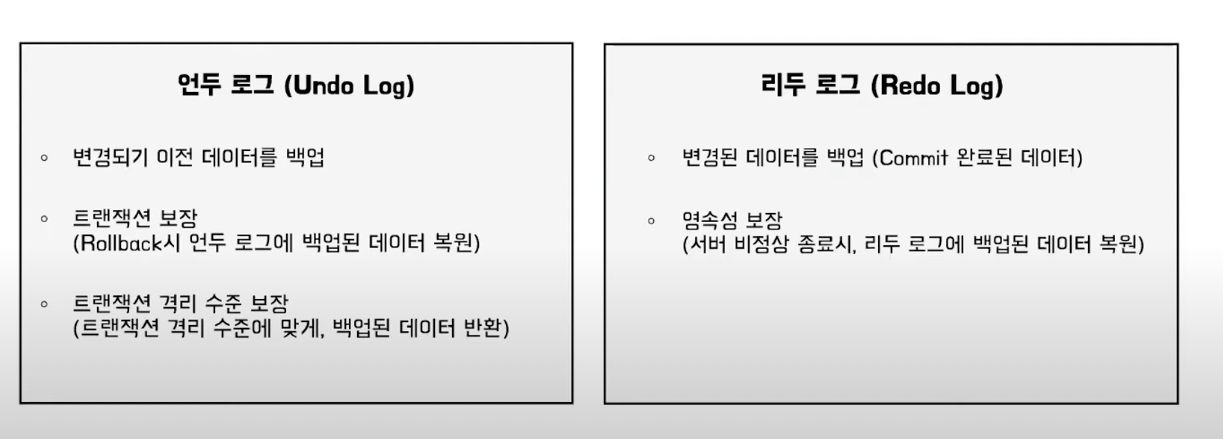 언두 로그 (Undo Log)
◦ 변경되기 이전 데이터를 백업
◦ 트랜잭션 보장
(Rollback시 언두 로그에 백업된 데이터 복원)
◦ 트랜잭션 격리 수준 보장
(트랜잭션 격리 수준에 맞게, 백업된 데이터 반환)
리두 로그 (Redo Log)
◦ 변경된 데이터를 백업 (Commit 완료된 데이터)
◦ 영속성 보장
(서버 비정상 종료시, 리두 로그에 백업된 데이터 복원)